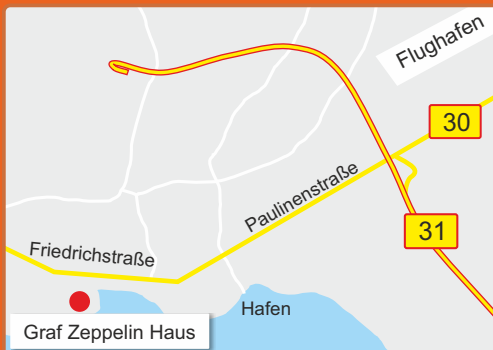 Flughafen
30
Paulinenstraße
31
Friedrichstraße
Hafen
Graf Zeppelin Haus